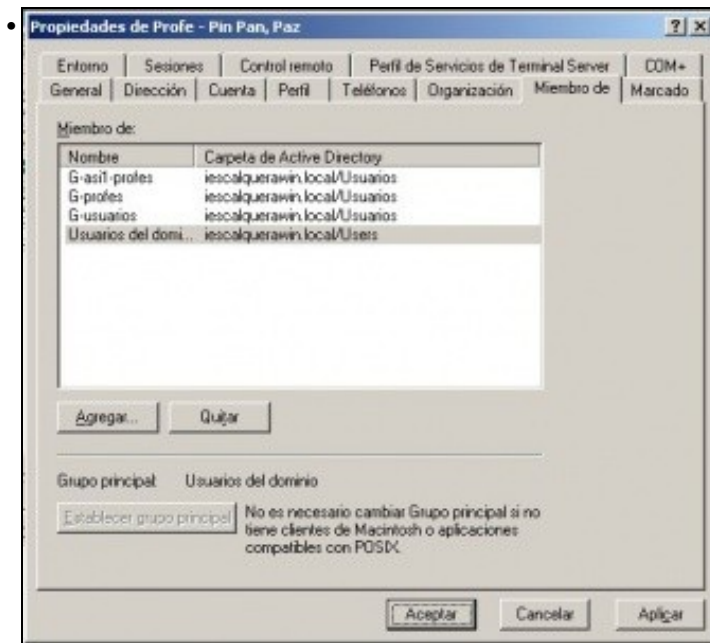 Propiedades de Profe - Pin Pan, Paz
Entorno Sesiones Control remoto Perfil de Servicios de Terminal Server COM+
General Dirección Cuenta Perfil Teléfonos Organización Miembro de Marcado
Miembro de:
Nombre Carpeta de Active Directory
G-asi1-profes iescalquerawin.local/Usuarios
G-profes iescalquerawin.local/Usuarios
G-usuarios iescalquerawin.local/Usuarios
Usuarios del domi... iescalquerawin.local/Users
Agregar... Quitar
Grupo principal: Usuarios del dominio
Establecer grupo principal No es necesario cambiar Grupo principal si no
tiene clientes de Macintosh o aplicaciones
compatibles con POSIX.
Aceptar Cancelar Aplicar